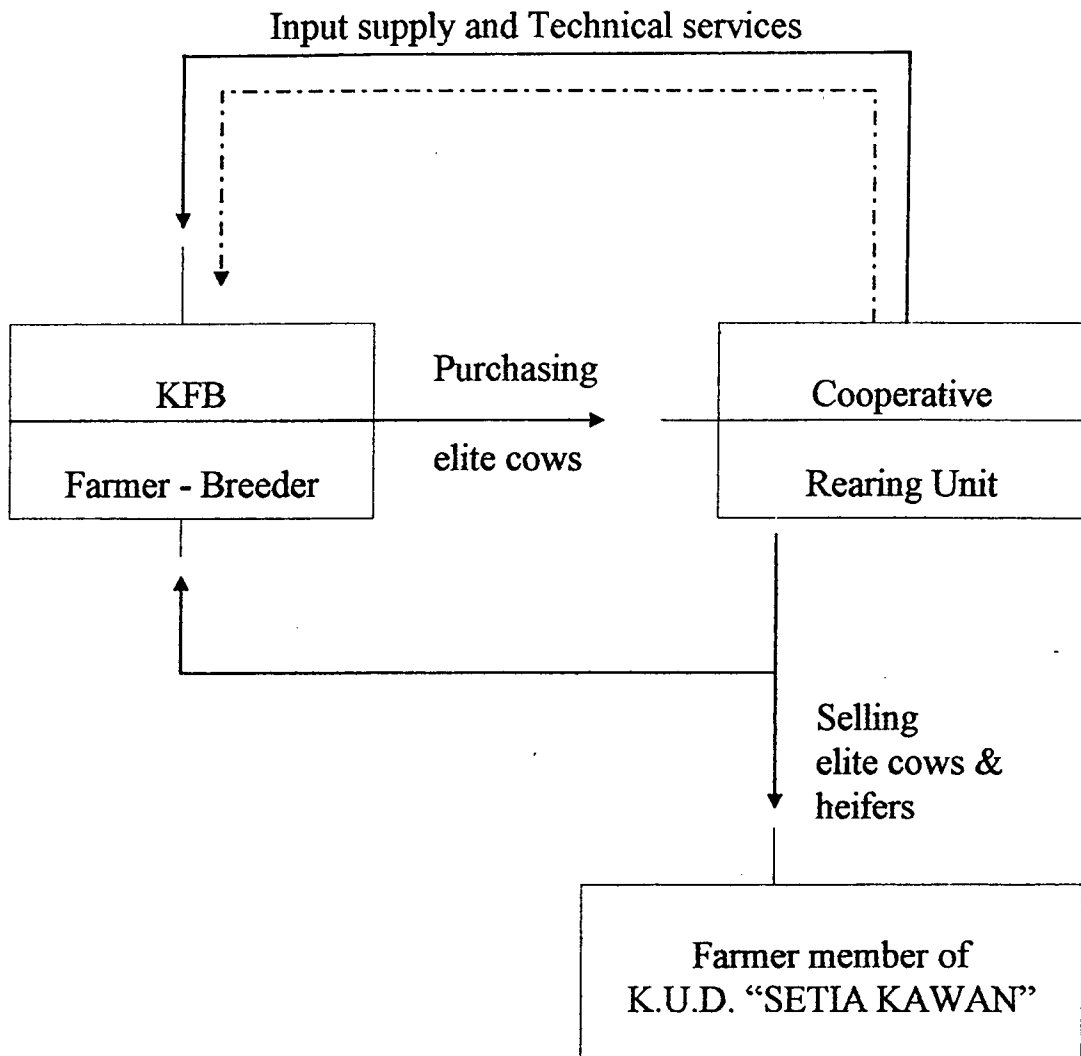 Input supply and Technical services
KFB
Farmer - Breeder
Purchasing
elite cows
Cooperative
Rearing Unit
Selling
elite cows &
heifers
Farmer member of
K.U.D. “SETIA KAWAN”